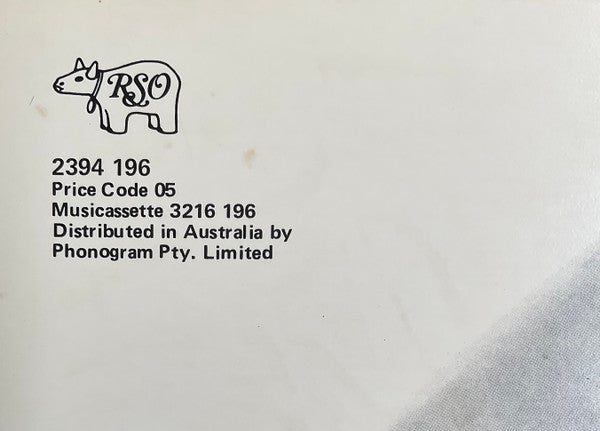 RSO
2394 196
Price Code 05
Musicassette 3216 196
Distributed in Australia by
Phonogram Pty. Limited